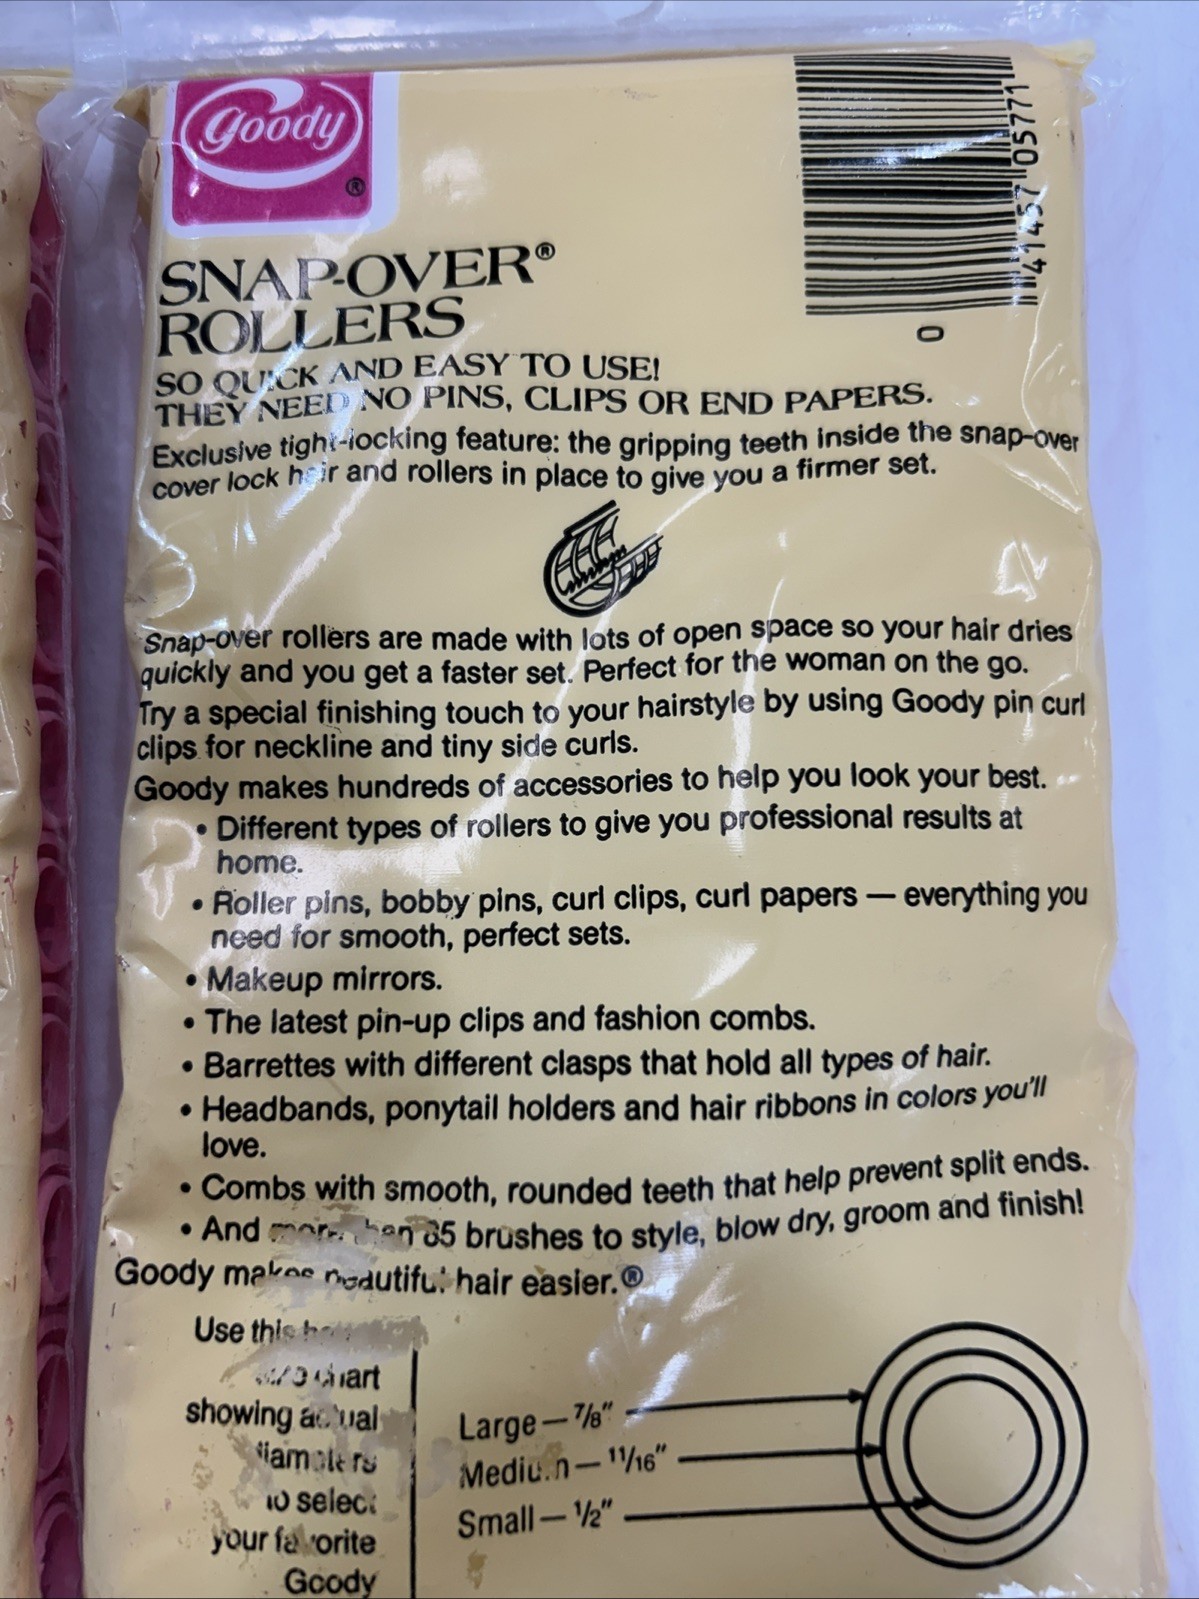 Goody®
41457 05771
0
SNAP-OVER®
ROLLERS
SO QUICK AND EASY TO USE!
THEY NEED NO PINS, CLIPS OR END PAPERS.
Exclusive tight-locking feature: the gripping teeth inside the snap-over
cover lock hair and rollers in place to give you a firmer set.
Snap-over rollers are made with lots of open space so your hair dries
quickly and you get a faster set. Perfect for the woman on the go.
Try a special finishing touch to your hairstyle by using Goody pin curl
clips for neckline and tiny side curls.
Goody makes hundreds of accessories to help you look your best.
• Different types of rollers to give you professional results at
home.
• Roller pins, bobby pins, curl clips, curl papers — everything you
need for smooth, perfect sets.
• Makeup mirrors.
• The latest pin-up clips and fashion combs.
• Barrettes with different clasps that hold all types of hair.
• Headbands, ponytail holders and hair ribbons in colors you'll
love.
• Combs with smooth, rounded teeth that help prevent split ends.
• And more than 85 brushes to style, blow dry, groom and finish!
Goody makes beautiful hair easier.®
Use this
chart
showing actual
diameters
to select
your favorite
Goody
Large — 7/8"
Medium — 11/16"
Small — 1/2"